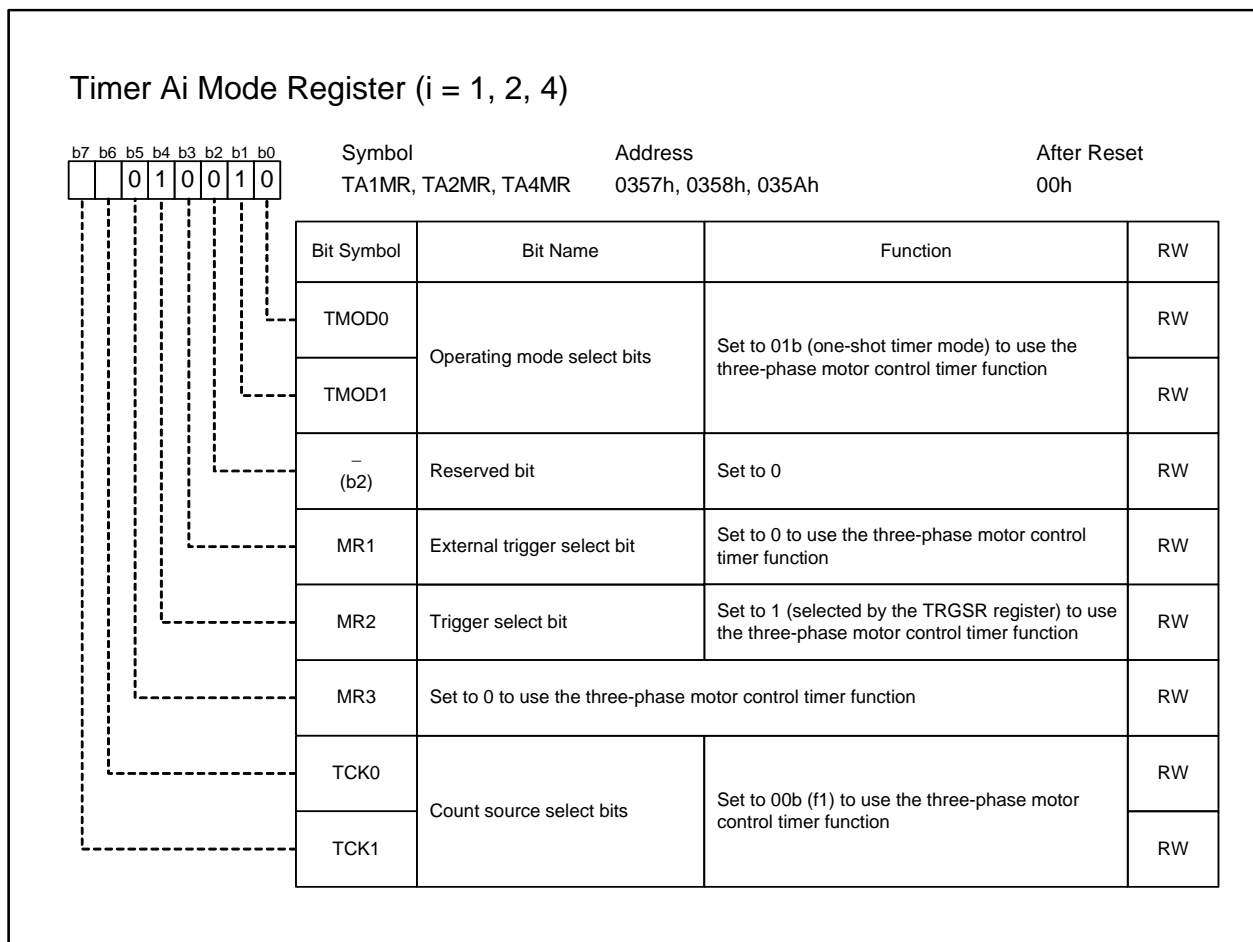 Timer Ai Mode Register (i = 1, 2, 4)
b7 b6 b5 b4 b3 b2 b1 b0
0 1 0 0 1 0
Symbol Address After Reset
TA1MR, TA2MR, TA4MR 0357h, 0358h, 035Ah 00h
Bit Symbol Bit Name Function RW
TMOD0 RW
Operating mode select bits
Set to 01b (one-shot timer mode) to use the
three-phase motor control timer function
TMOD1 RW
–
(b2)
Reserved bit Set to 0 RW
MR1 External trigger select bit
Set to 0 to use the three-phase motor control
timer function
RW
MR2 Trigger select bit
Set to 1 (selected by the TRGSR register) to use
the three-phase motor control timer function
RW
MR3 Set to 0 to use the three-phase motor control timer function RW
TCK0 RW
Count source select bits
Set to 00b (f1) to use the three-phase motor
control timer function
TCK1 RW